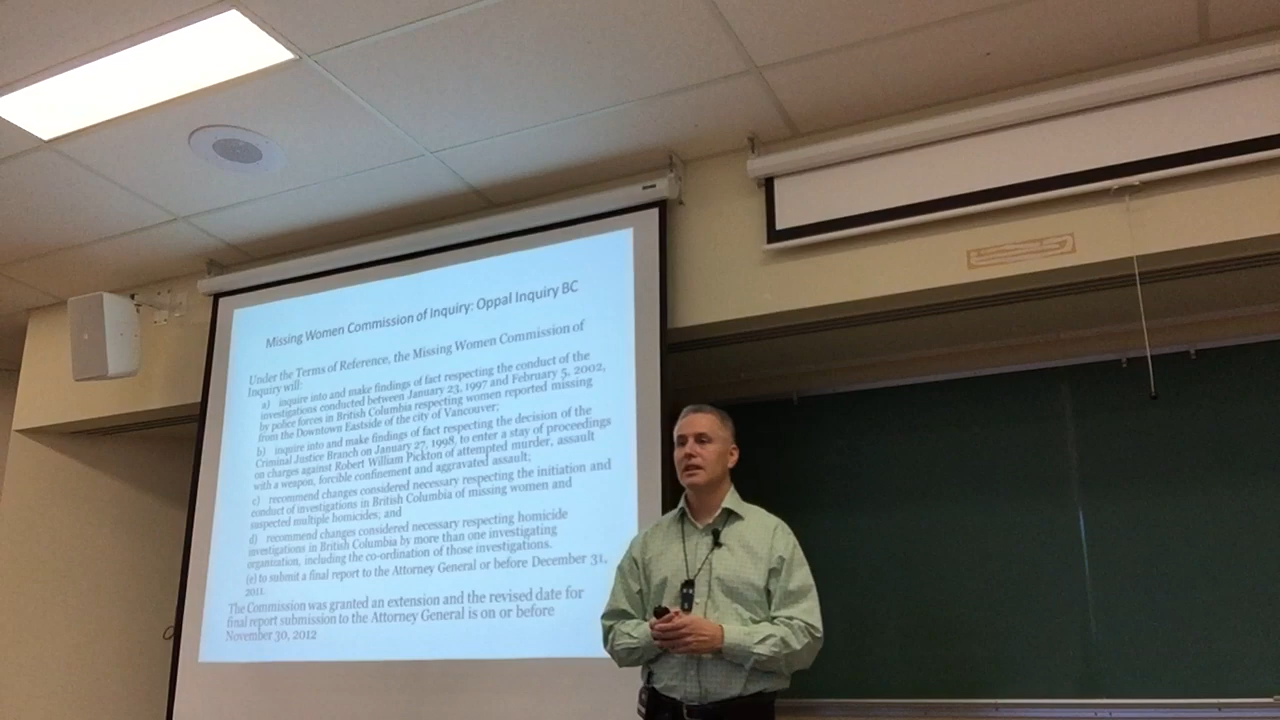 Missing Women Commission of Inquiry: Oppal Inquiry BC
Under the Terms of Reference, the Missing Women Commission of
Inquiry will:
a) inquire into and make findings of fact respecting the conduct of the
investigations conducted between January 23, 1997 and February 5, 2002,
by police forces in British Columbia respecting women reported missing
from the Downtown Eastside of the city of Vancouver;
b) inquire into and make findings of fact respecting the decision of the
Criminal Justice Branch on January 27, 1998, to enter a stay of proceedings
on charges against Robert William Pickton of attempted murder, assault
with a weapon, forcible confinement and aggravated assault;
c) recommend changes considered necessary respecting the initiation and
conduct of investigations in British Columbia of missing women and
suspected multiple homicides; and
d) recommend changes considered necessary respecting homicide
investigations in British Columbia by more than one investigating
organization, including the co-ordination of those investigations.
(e) to submit a final report to the Attorney General or before December 31,
2011.
The Commission was granted an extension and the revised date for
final report submission to the Attorney General is on or before
November 30, 2012